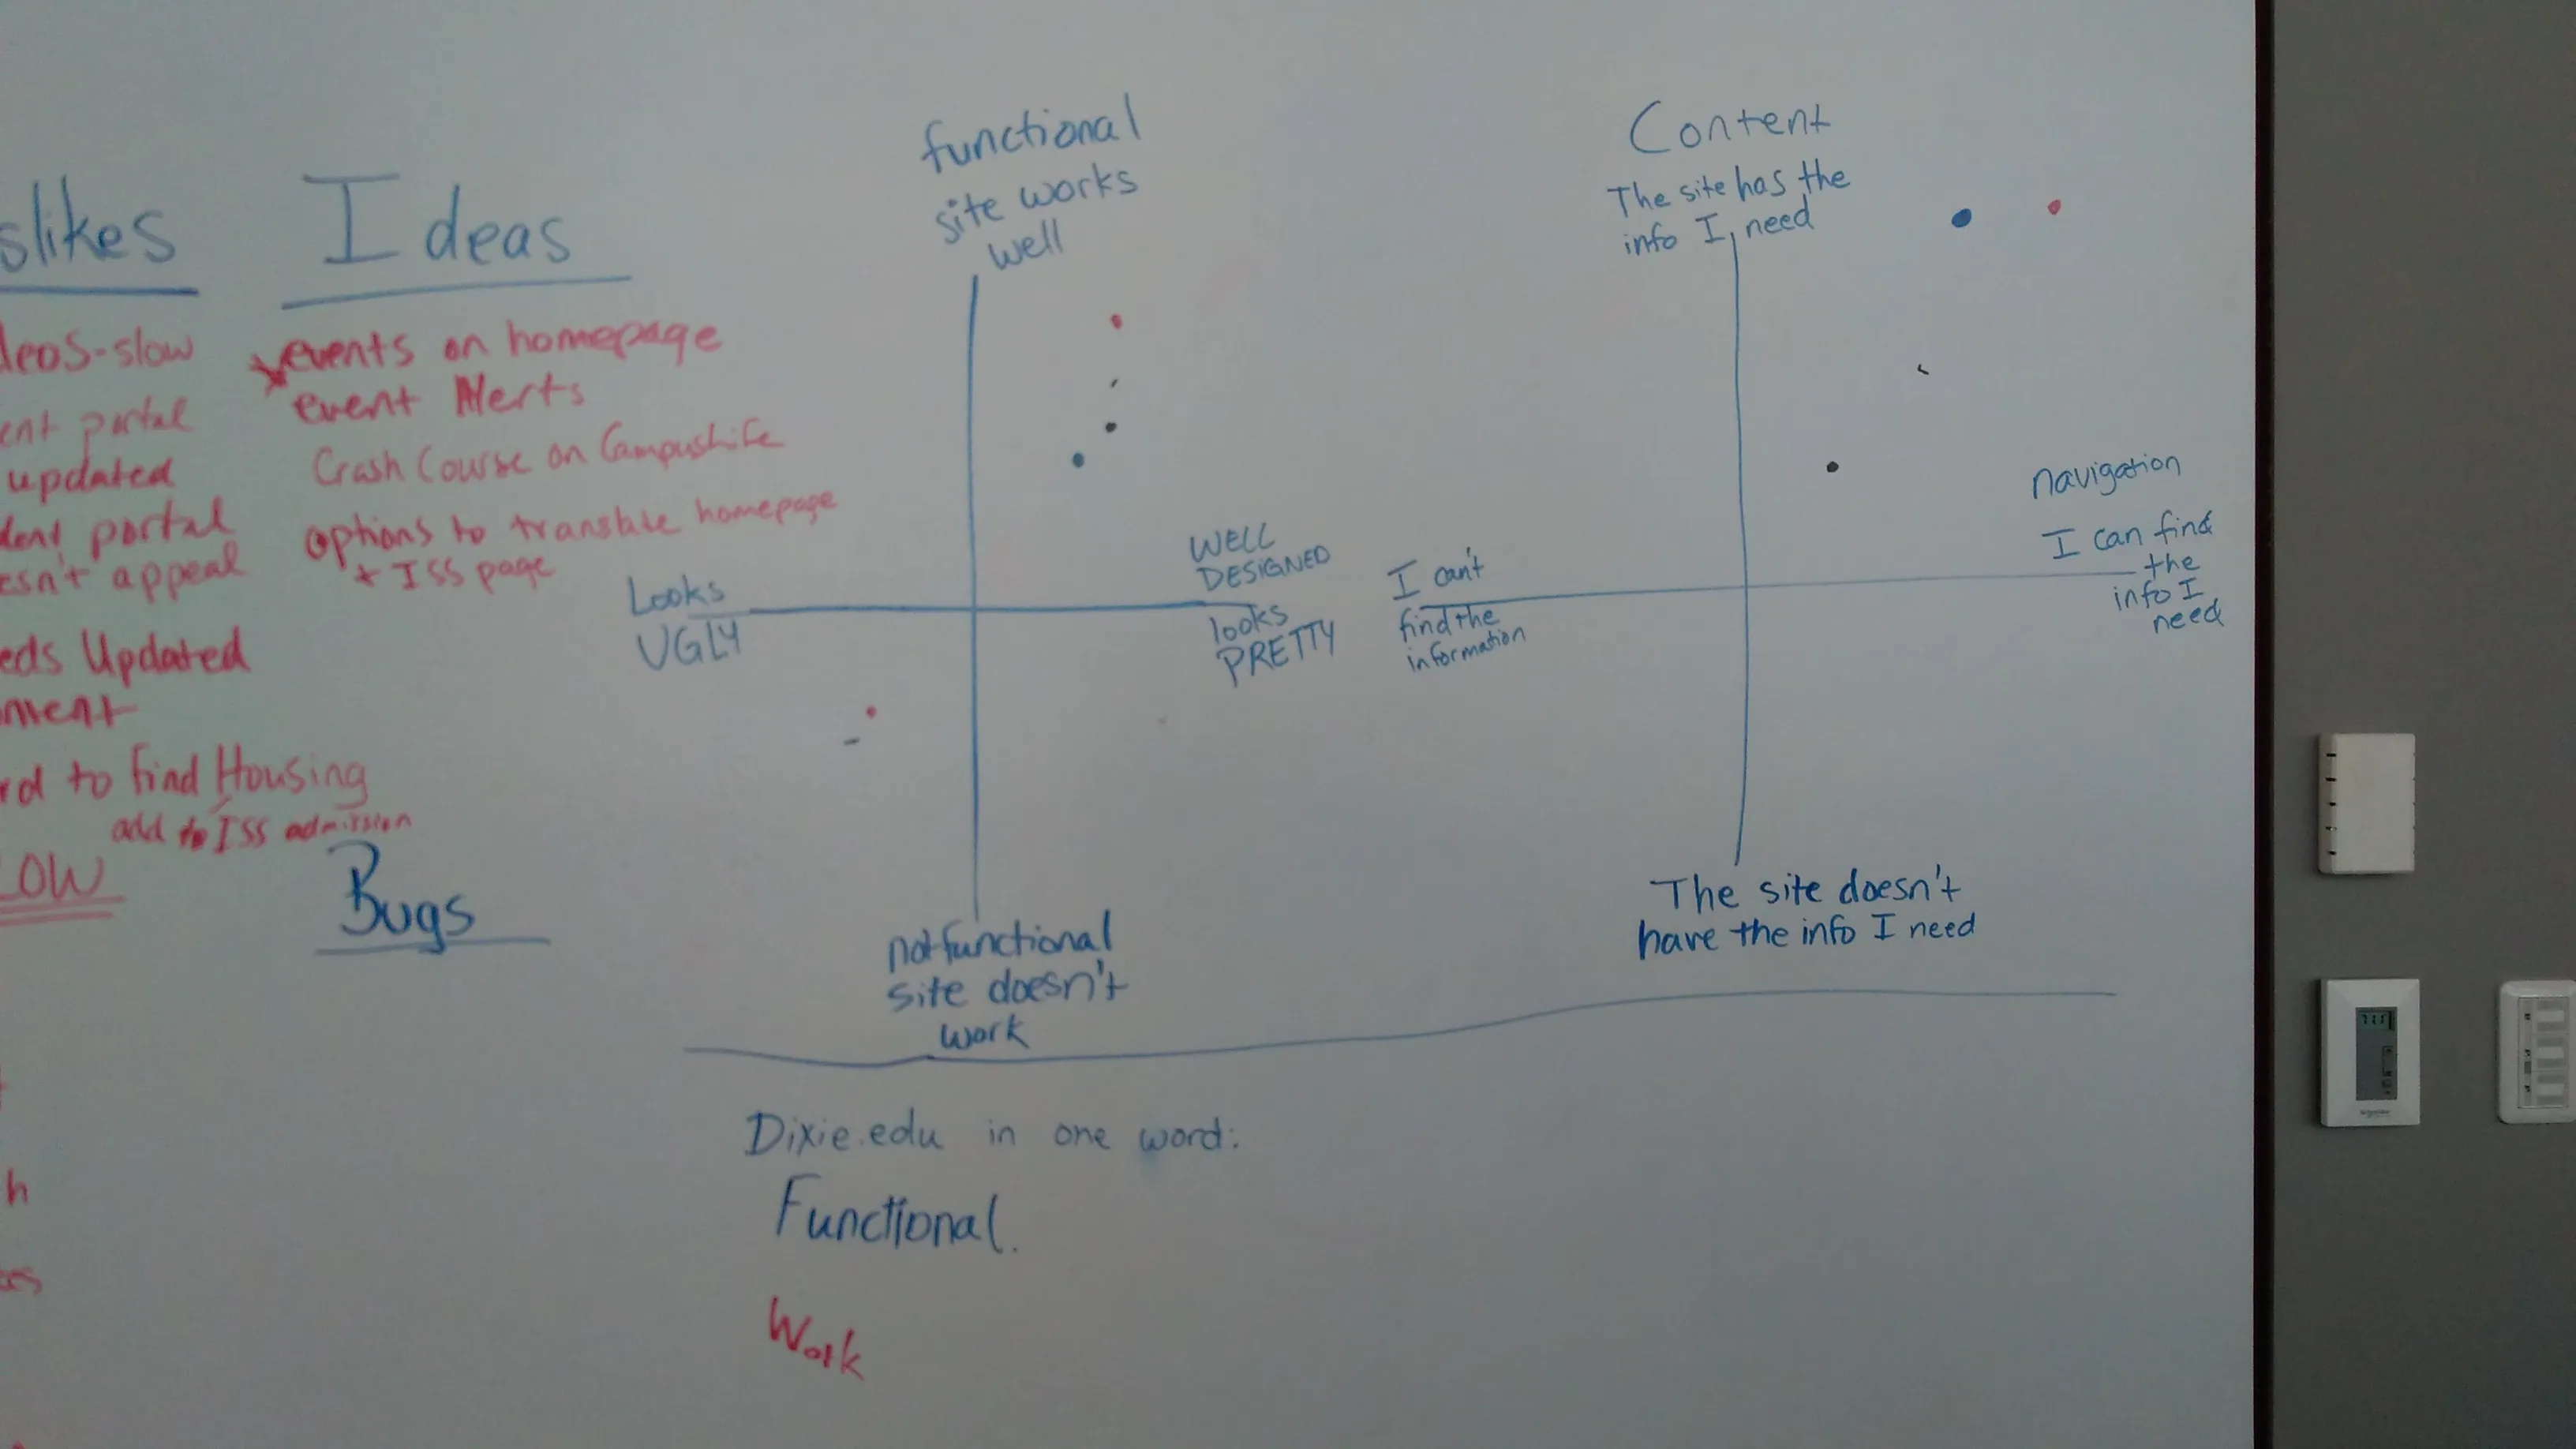 slikes
deos-slow
ent portal
updated
dent portal
esn't appeal
eds Updated
ment
rd to find Housing
add to ISS admission
LOW
h
es
Ideas
events on homepage
event Alerts
Crash Course on Campus Life
options to translate homepage
+ ISS page
Bugs
functional
site works
well
Looks
UGLY
WELL
DESIGNED
looks
PRETTY
not functional
site doesn't
work
Content
The site has the
info I need
I can't
find the
information
navigation
I can find
the
info I
need
The site doesn't
have the info I need
Dixie.edu in one word:
Functional.
Work